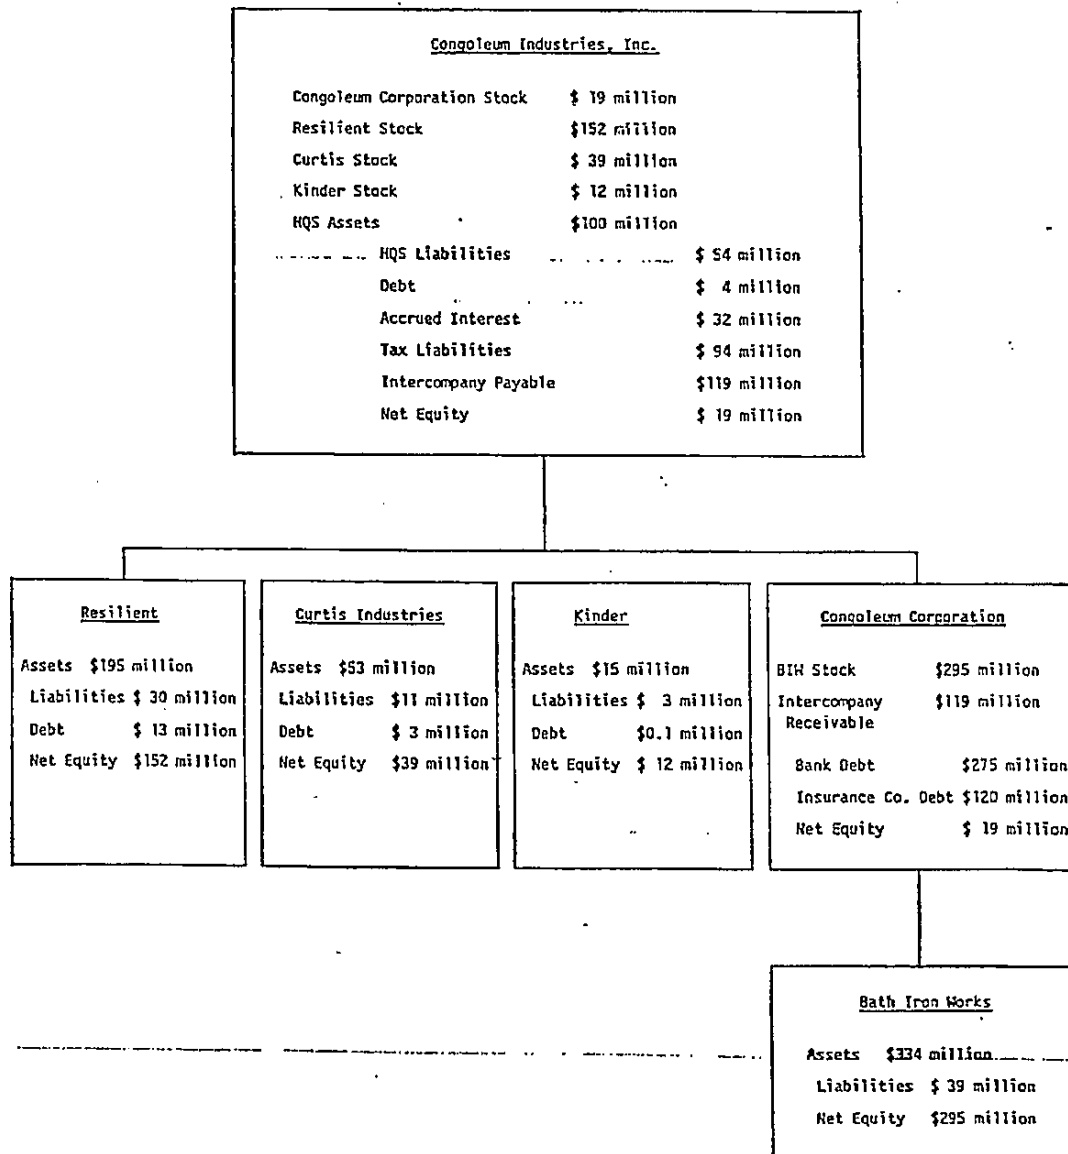 Congoleum Industries, Inc.
Congoleum Corporation Stock $ 19 million
Resilient Stock $152 million
Curtis Stock $ 39 million
Kinder Stock $ 12 million
HQS Assets $100 million
HQS Liabilities $ 54 million
Debt $ 4 million
Accrued Interest $ 32 million
Tax Liabilities $ 94 million
Intercompany Payable $119 million
Net Equity $ 19 million
Resilient
Assets $195 million
Liabilities $ 30 million
Debt $ 13 million
Net Equity $152 million
Curtis Industries
Assets $53 million
Liabilities $11 million
Debt $ 3 million
Net Equity $39 million
Kinder
Assets $15 million
Liabilities $ 3 million
Debt $0.1 million
Net Equity $ 12 million
Congoleum Corporation
BIW Stock $295 million
Intercompany $119 million
Receivable
Bank Debt $275 million
Insurance Co. Debt $120 million
Net Equity $ 19 million
Bath Iron Works
Assets $334 million
Liabilities $ 39 million
Net Equity $295 million